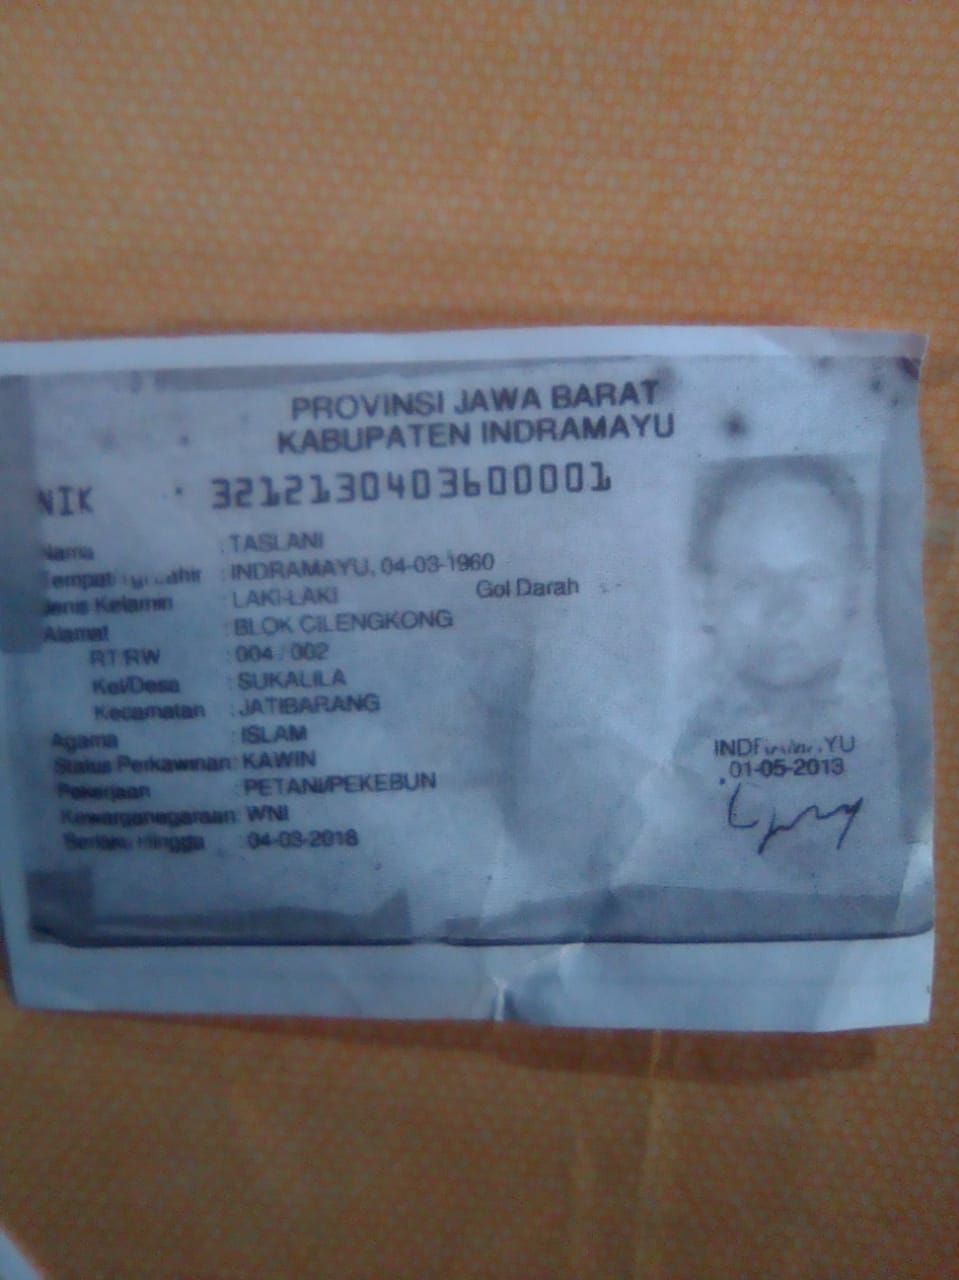 PROVINSI JAWA BARAT
KABUPATEN INDRAMAYU
NIK : 3212130403600001
Nama : TASLANI
Tempat : INDRAMAYU, 04-03-1960
Jenis Kelamin : LAKI-LAKI Gol Darah : -
Alamat : BLOK CILENGKONG
RT/RW : 004 / 002
Kel/Desa : SUKALILA
Kecamatan : JATIBARANG
Agama : ISLAM
Status Perkawinan : KAWIN
Pekerjaan : PETANI/PEKEBUN
Kewarganegaraan : WNI
Berlaku Hingga : 04-03-2018
INDRAMAYU
01-05-2013